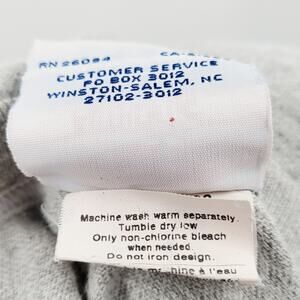 RN 26094
CUSTOMER SERVICE
PO BOX 3012
WINSTON-SALEM, NC
27102-3012
Machine wash warm separately.
Tumble dry low
Only non-chlorine bleach
when needed.
Do not iron design.
à l'eau